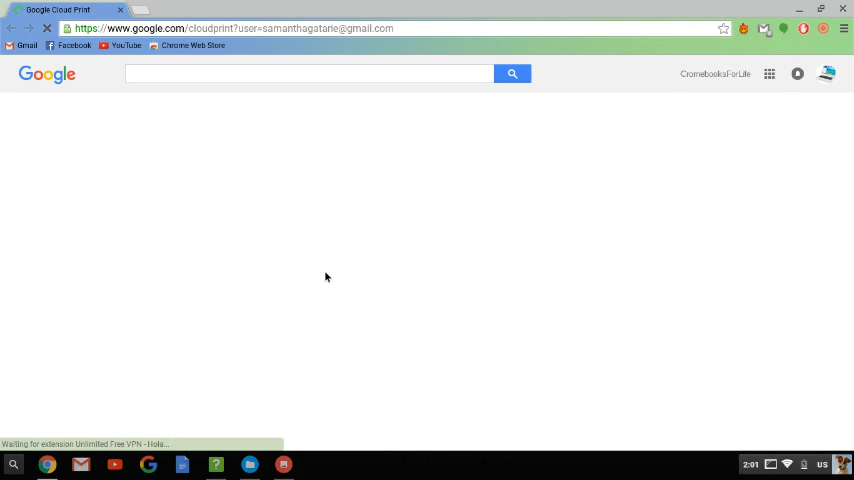 Google Cloud Print
https://www.google.com/cloudprint?user=samanthagatarie@gmail.com
Gmail Facebook YouTube Chrome Web Store
Google CromebooksForLife
Waiting for extension Unlimited Free VPN - Hola...
2:01 US